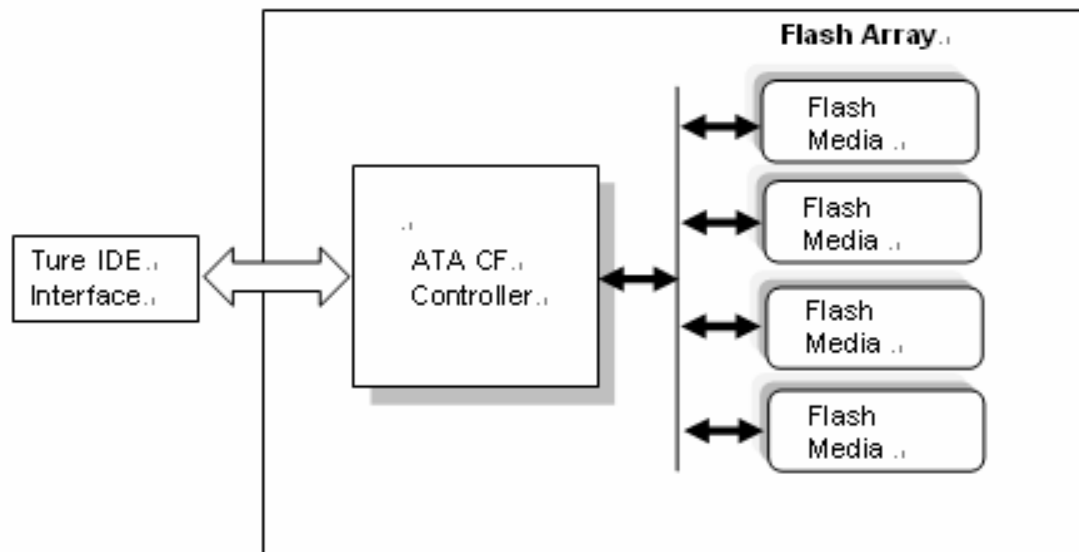 Flash Array
Flash
Media
Flash
Media
Ture IDE
Interface
ATA CF
Controller
Flash
Media
Flash
Media